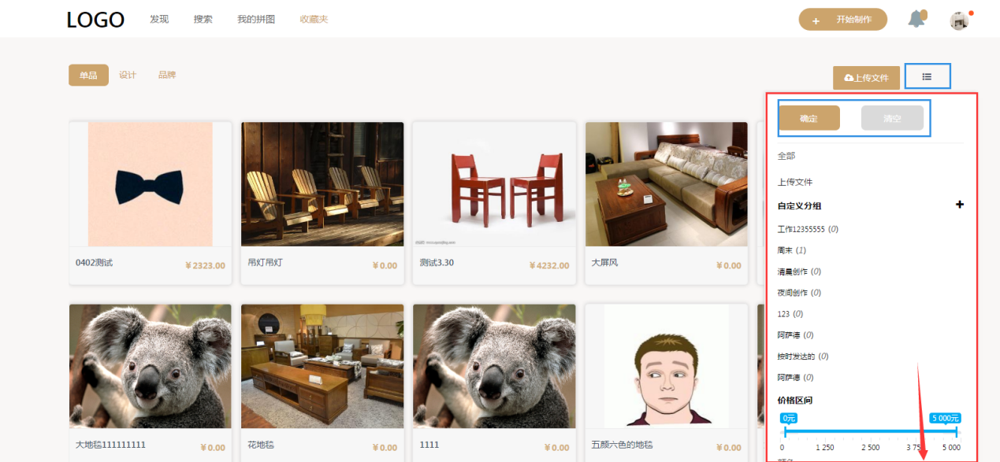 LOGO 发现 搜索 我的拼图 收藏夹 + 开始制作
单品 设计 品牌 上传文件
确定 清空
全部
上传文件
自定义分组 +
工作12355555 (0)
周末 (1)
清晨创作 (0)
夜间创作 (0)
123 (0)
阿萨德 (0)
按时发达的 (0)
阿萨德 (0)
价格区间
0元 5 000元
0 1 250 2 500 3 75 5 000
0402测试 ¥2323.00
吊灯吊灯 ¥0.00
测试3.30 ¥4232.00
大屏风 ¥0.00
大地毯111111111 ¥0.00
花地毯 ¥0.00
1111 ¥0.00
五颜六色的地毯 ¥0.00